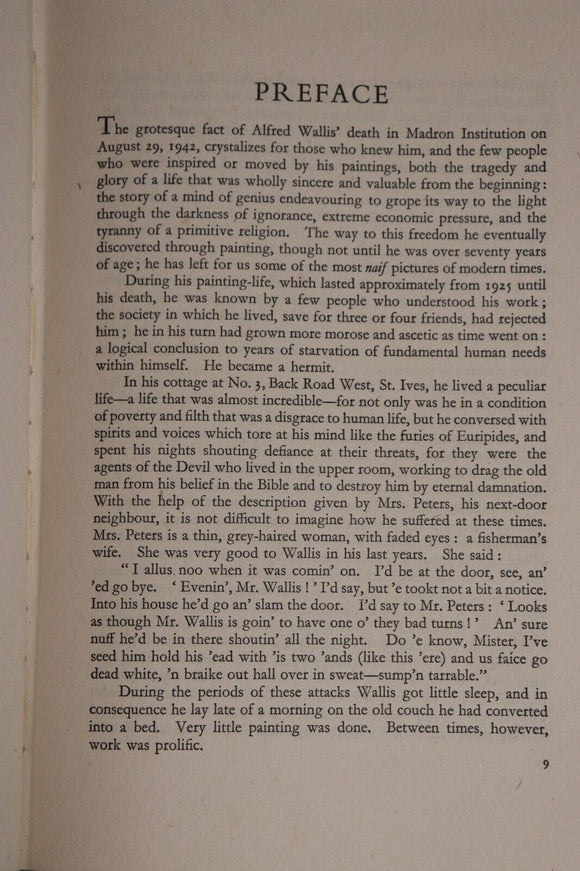 PREFACE
The grotesque fact of Alfred Wallis' death in Madron Institution on
August 29, 1942, crystalizes for those who knew him, and the few people
who were inspired or moved by his paintings, both the tragedy and
glory of a life that was wholly sincere and valuable from the beginning :
the story of a mind of genius endeavouring to grope its way to the light
through the darkness of ignorance, extreme economic pressure, and the
tyranny of a primitive religion. The way to this freedom he eventually
discovered through painting, though not until he was over seventy years
of age ; he has left for us some of the most naif pictures of modern times.
During his painting-life, which lasted approximately from 1925 until
his death, he was known by a few people who understood his work ;
the society in which he lived, save for three or four friends, had rejected
him ; he in his turn had grown more morose and ascetic as time went on :
a logical conclusion to years of starvation of fundamental human needs
within himself. He became a hermit.
In his cottage at No. 3, Back Road West, St. Ives, he lived a peculiar
life—a life that was almost incredible—for not only was he in a condition
of poverty and filth that was a disgrace to human life, but he conversed with
spirits and voices which tore at his mind like the furies of Euripides, and
spent his nights shouting defiance at their threats, for they were the
agents of the Devil who lived in the upper room, working to drag the old
man from his belief in the Bible and to destroy him by eternal damnation.
With the help of the description given by Mrs. Peters, his next-door
neighbour, it is not difficult to imagine how he suffered at these times.
Mrs. Peters is a thin, grey-haired woman, with faded eyes : a fisherman's
wife. She was very good to Wallis in his last years. She said :
" I allus noo when it was comin' on. I'd be at the door, see, an'
'ed go bye. ' Evenin', Mr. Wallis ! ' I'd say, but 'e tookt not a bit a notice.
Into his house he'd go an' slam the door. I'd say to Mr. Peters : ' Looks
as though Mr. Wallis is goin' to have one o' they bad turns ! ' An' sure
nuff he'd be in there shoutin' all the night. Do 'e know, Mister, I've
seed him hold his 'ead with 'is two 'ands (like this 'ere) and us faice go
dead white, 'n braike out hall over in sweat—sump'n tarrable."
During the periods of these attacks Wallis got little sleep, and in
consequence he lay late of a morning on the old couch he had converted
into a bed. Very little painting was done. Between times, however,
work was prolific.
9